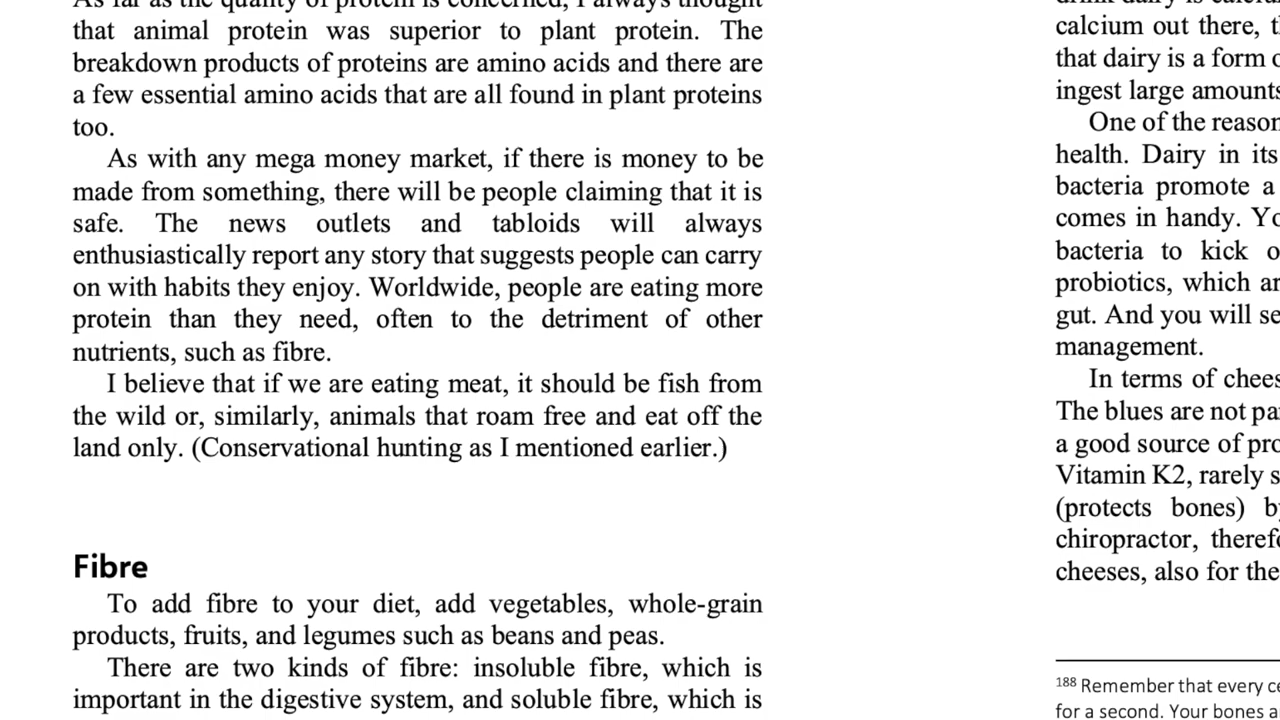 As far as the quality of protein is concerned, I always thought
that animal protein was superior to plant protein. The
breakdown products of proteins are amino acids and there are
a few essential amino acids that are all found in plant proteins
too.
As with any mega money market, if there is money to be
made from something, there will be people claiming that it is
safe. The news outlets and tabloids will always
enthusiastically report any story that suggests people can carry
on with habits they enjoy. Worldwide, people are eating more
protein than they need, often to the detriment of other
nutrients, such as fibre.
I believe that if we are eating meat, it should be fish from
the wild or, similarly, animals that roam free and eat off the
land only. (Conservational hunting as I mentioned earlier.)
Fibre
To add fibre to your diet, add vegetables, whole-grain
products, fruits, and legumes such as beans and peas.
There are two kinds of fibre: insoluble fibre, which is
important in the digestive system, and soluble fibre, which is
calcium out there,
that dairy is a form
ingest large amounts
One of the reason
health. Dairy in its
bacteria promote a
comes in handy.
bacteria to kick
probiotics, which
gut. And you will
management.
In terms of
The blues are not
a good source of
Vitamin K2, rarely
(protects bones)
chiropractor,
cheeses, also for the
188 Remember that every
for a second. Your bones